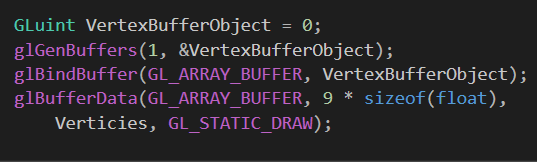 GLuint VertexBufferObject = 0;
glGenBuffers(1, &VertexBufferObject);
glBindBuffer(GL_ARRAY_BUFFER, VertexBufferObject);
glBufferData(GL_ARRAY_BUFFER, 9 * sizeof(float),
    Verticies, GL_STATIC_DRAW);